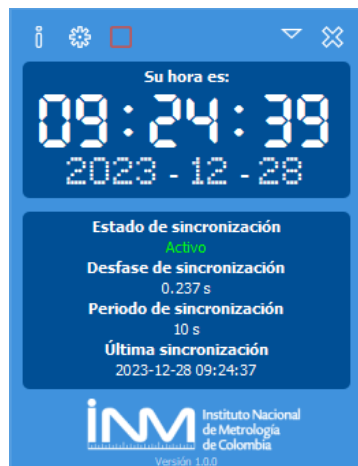 Su hora es:
09:24:39
2023 - 12 - 28
Estado de sincronización
Activo
Desfase de sincronización
0.237 s
Periodo de sincronización
10 s
Última sincronización
2023-12-28 09:24:37
INM
Instituto Nacional
de Metrología
de Colombia
Versión 1.0.0